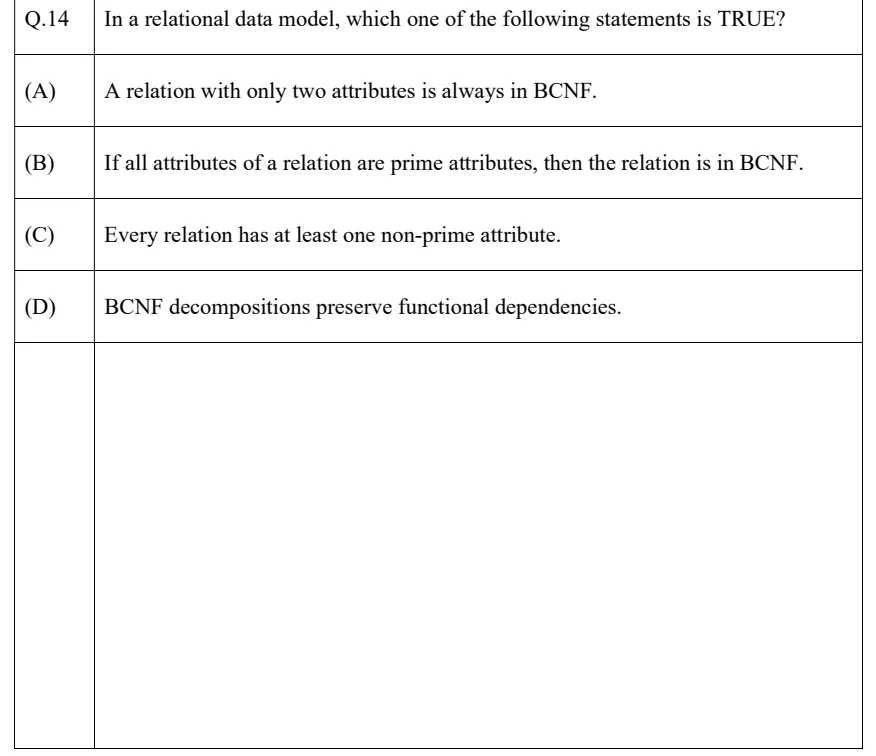 Q.14 In a relational data model, which one of the following statements is TRUE?
(A) A relation with only two attributes is always in BCNF.
(B) If all attributes of a relation are prime attributes, then the relation is in BCNF.
(C) Every relation has at least one non-prime attribute.
(D) BCNF decompositions preserve functional dependencies.